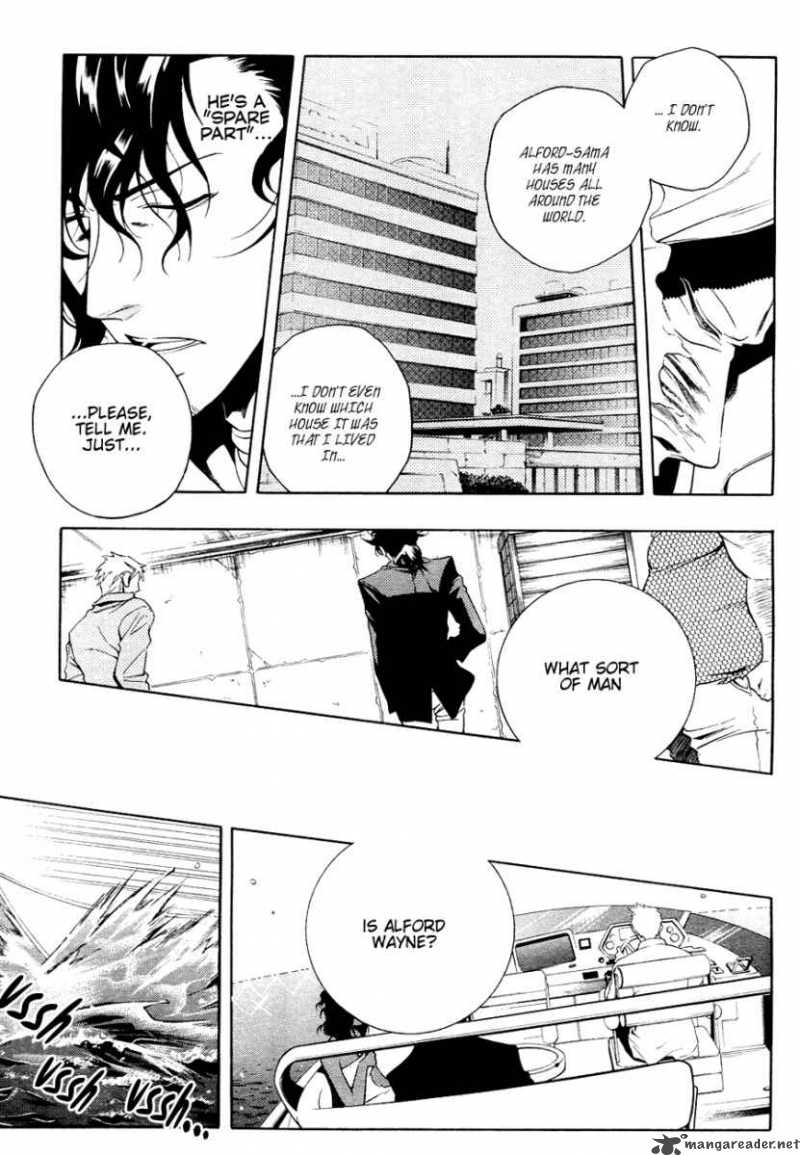 ... I DON'T
KNOW.
ALFORD-SAMA
HAS MANY
HOUSES ALL
AROUND THE
WORLD.
...I DON'T EVEN
KNOW WHICH
HOUSE IT WAS
THAT I LIVED
IN...
HE'S A
"SPARE
PART"...
...PLEASE,
TELL ME.
JUST...
WHAT SORT
OF MAN
IS ALFORD
WAYNE?
VSSH
VSSH
VSSH...
mangareader.net